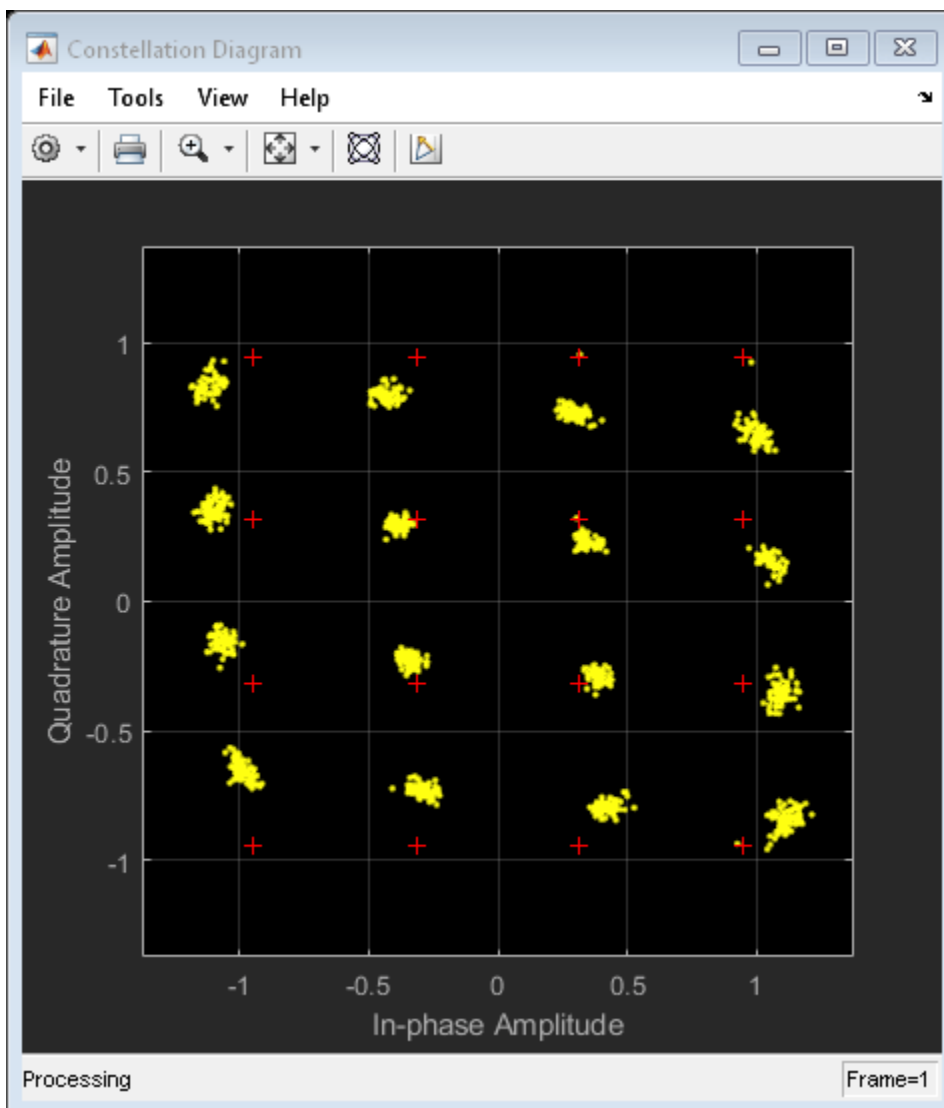 Constellation Diagram
File Tools View Help
1
0.5
0
-0.5
-1
Quadrature Amplitude
-1 -0.5 0 0.5 1
In-phase Amplitude
Processing Frame=1